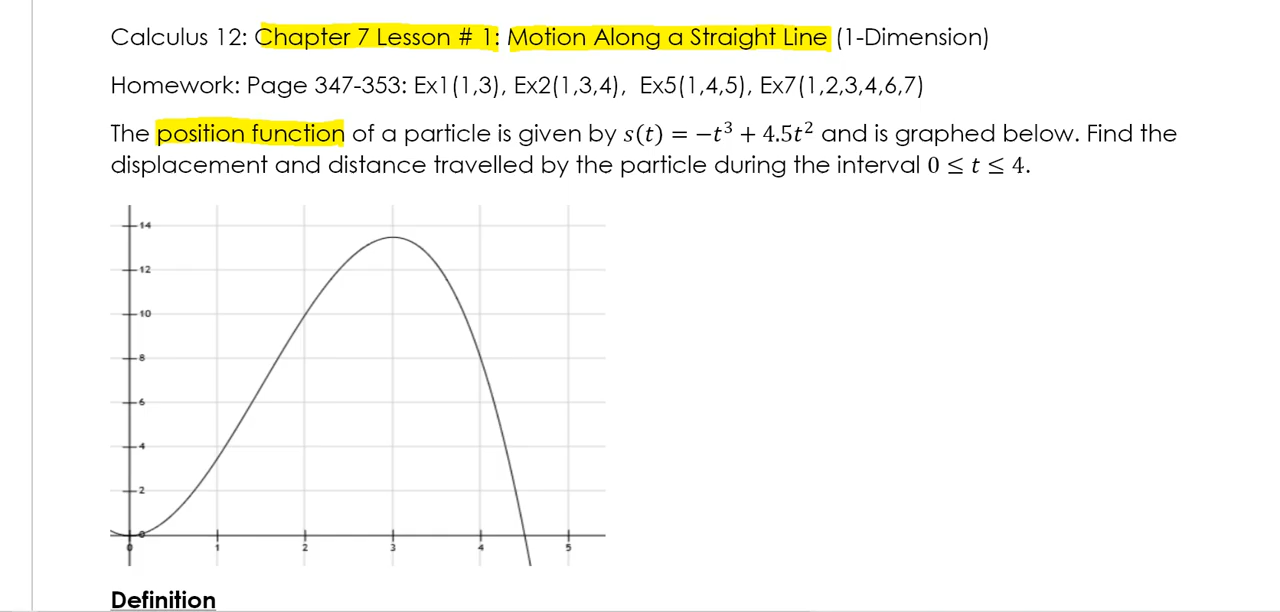 Calculus 12: Chapter 7 Lesson # 1: Motion Along a Straight Line (1-Dimension)
Homework: Page 347-353: Ex1(1,3), Ex2(1,3,4), Ex5(1,4,5), Ex7(1,2,3,4,6,7)
The position function of a particle is given by s(t) = −t³ + 4.5t² and is graphed below. Find the
displacement and distance travelled by the particle during the interval 0 ≤ t ≤ 4.
14
12
10
8
6
4
2
0
0 1 2 3 4 5
Definition